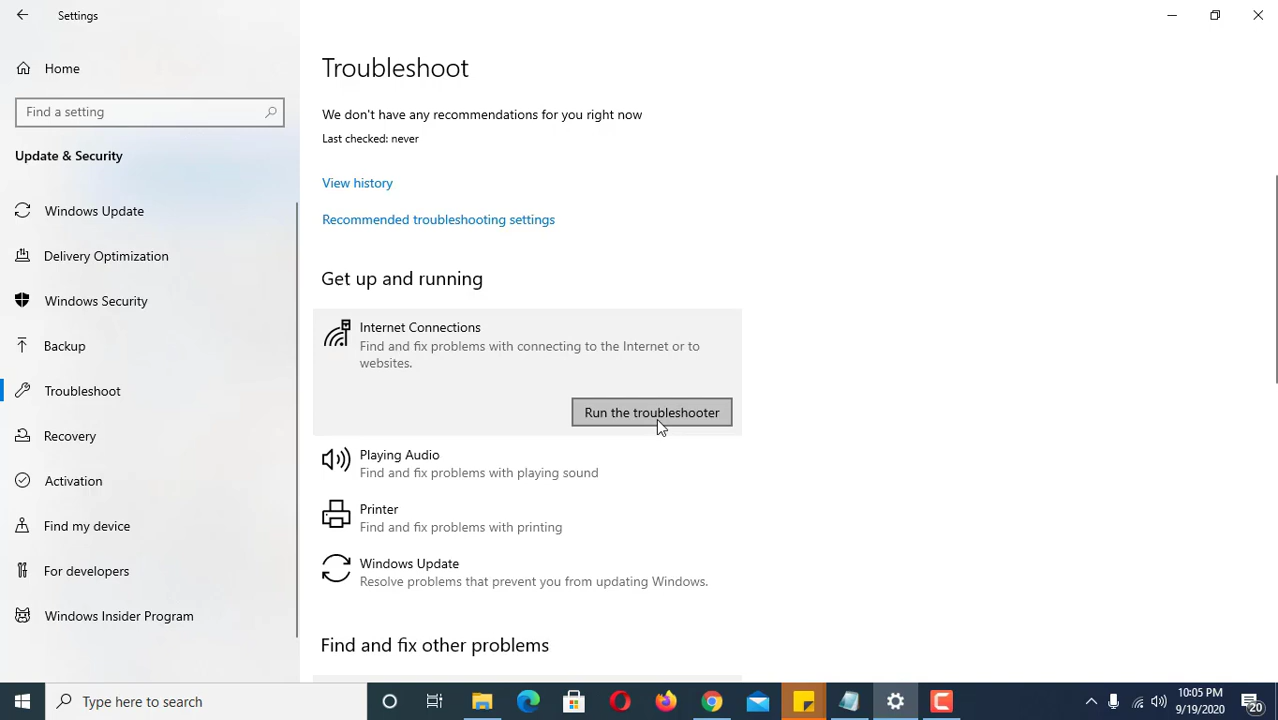 Settings
Home
Find a setting
Update & Security
Windows Update
Delivery Optimization
Windows Security
Backup
Troubleshoot
Recovery
Activation
Find my device
For developers
Windows Insider Program
Troubleshoot
We don't have any recommendations for you right now
Last checked: never
View history
Recommended troubleshooting settings
Get up and running
Internet Connections
Find and fix problems with connecting to the Internet or to
websites.
Run the troubleshooter
Playing Audio
Find and fix problems with playing sound
Printer
Find and fix problems with printing
Windows Update
Resolve problems that prevent you from updating Windows.
Find and fix other problems
Type here to search
10:05 PM
9/19/2020
20